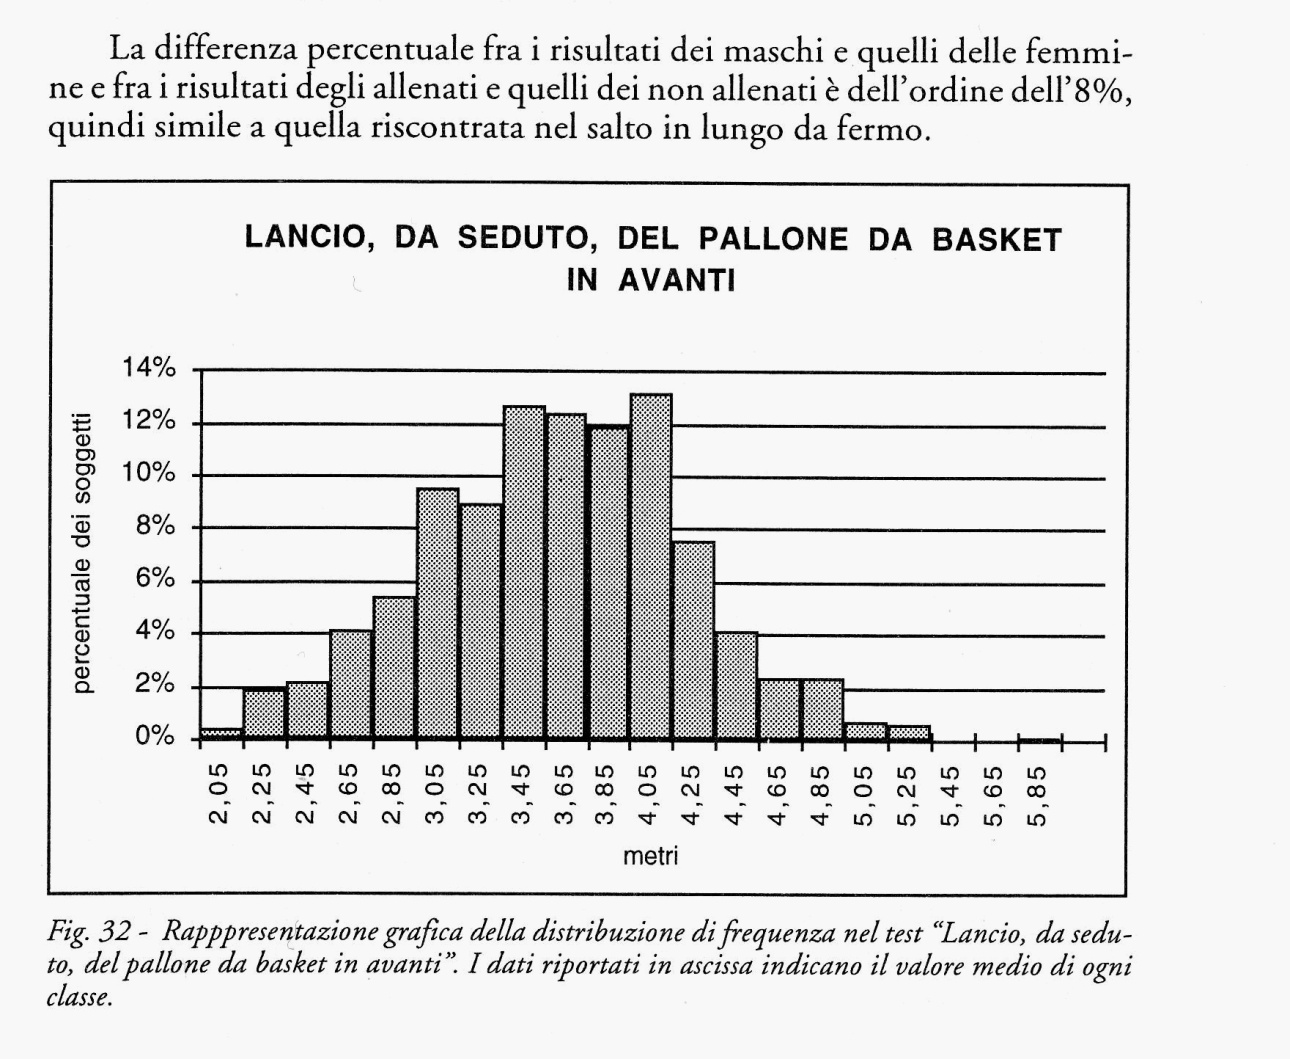 La differenza percentuale fra i risultati dei maschi e quelli delle femmi-
ne e fra i risultati degli allenati e quelli dei non allenati è dell'ordine dell'8%,
quindi simile a quella riscontrata nel salto in lungo da fermo.
LANCIO, DA SEDUTO, DEL PALLONE DA BASKET
IN AVANTI
percentuale dei soggetti
14%
12%
10%
8%
6%
4%
2%
0%
2,05
2,25
2,45
2,65
2,85
3,05
3,25
3,45
3,65
3,85
4,05
4,25
4,45
4,65
4,85
5,05
5,25
5,45
5,65
5,85
metri
Fig. 32 - Rapppresentazione grafica della distribuzione di frequenza nel test “Lancio, da sedu-
to, del pallone da basket in avanti”. I dati riportati in ascissa indicano il valore medio di ogni
classe.